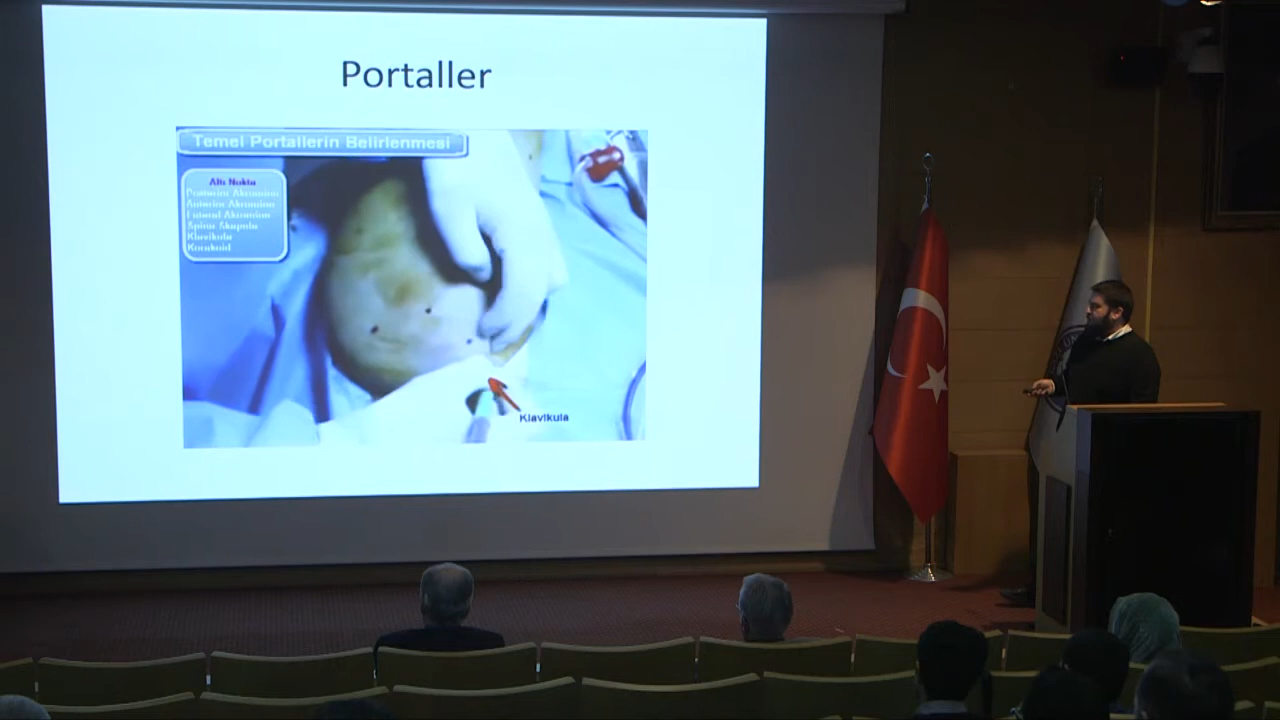 Portaller
Temel Portallerin Belirlenmesi
Altı Nokta
Posterior Akromion
Anterior Akromion
Lateral Akromion
Spina Skapula
Klavikula
Korakoid
Klavikula